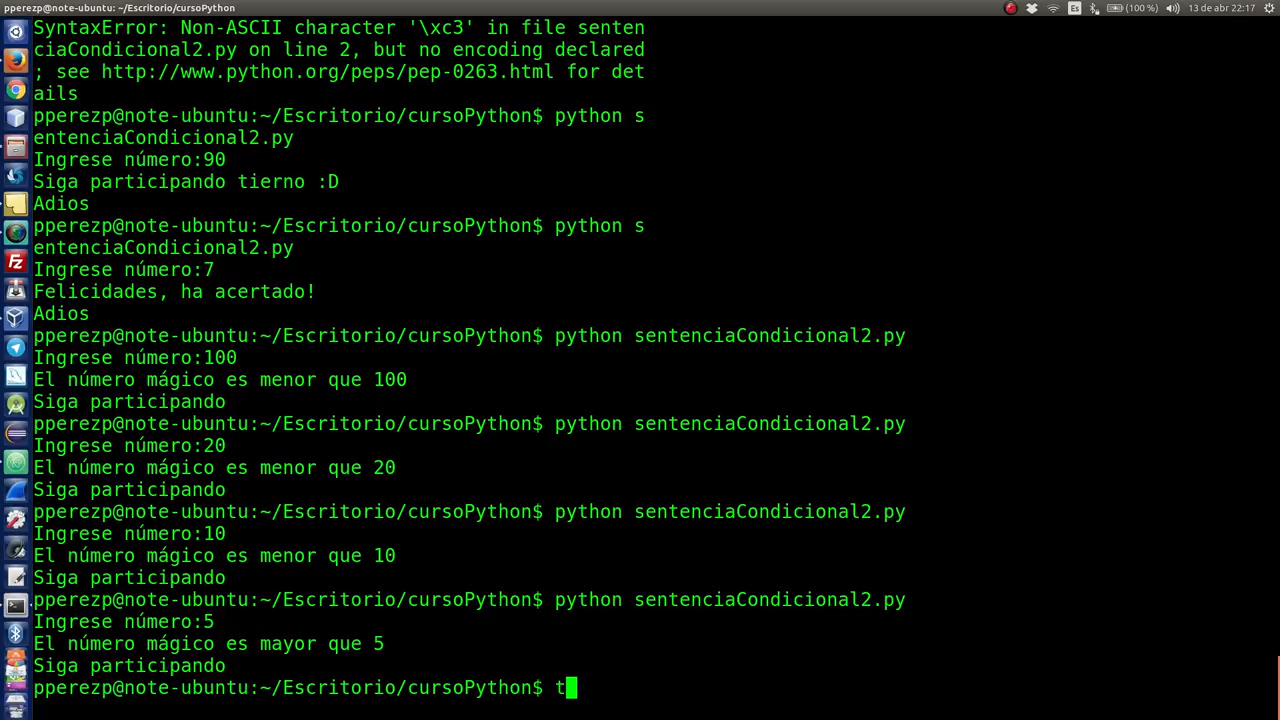 pperezp@note-ubuntu: ~/Escritorio/cursoPython
Es
(100 %)
13 de abr 22:17
SyntaxError: Non-ASCII character '\xc3' in file senten
ciaCondicional2.py on line 2, but no encoding declared
; see http://www.python.org/peps/pep-0263.html for det
ails
pperezp@note-ubuntu:~/Escritorio/cursoPython$ python s
entenciaCondicional2.py
Ingrese número:90
Siga participando tierno :D
Adios
pperezp@note-ubuntu:~/Escritorio/cursoPython$ python s
entenciaCondicional2.py
Ingrese número:7
Felicidades, ha acertado!
Adios
pperezp@note-ubuntu:~/Escritorio/cursoPython$ python sentenciaCondicional2.py
Ingrese número:100
El número mágico es menor que 100
Siga participando
pperezp@note-ubuntu:~/Escritorio/cursoPython$ python sentenciaCondicional2.py
Ingrese número:20
El número mágico es menor que 20
Siga participando
pperezp@note-ubuntu:~/Escritorio/cursoPython$ python sentenciaCondicional2.py
Ingrese número:10
El número mágico es menor que 10
Siga participando
pperezp@note-ubuntu:~/Escritorio/cursoPython$ python sentenciaCondicional2.py
Ingrese número:5
El número mágico es mayor que 5
Siga participando
pperezp@note-ubuntu:~/Escritorio/cursoPython$ t